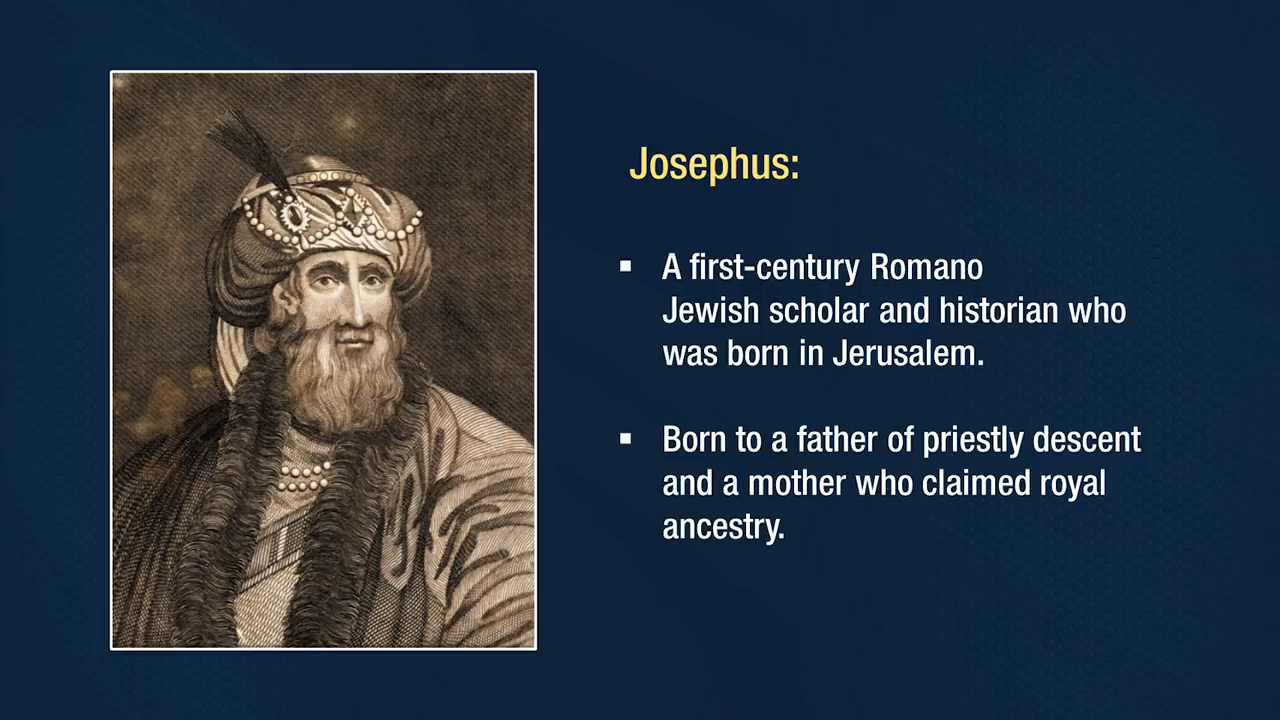 Josephus:
A first-century Romano
Jewish scholar and historian who
was born in Jerusalem.
Born to a father of priestly descent
and a mother who claimed royal
ancestry.